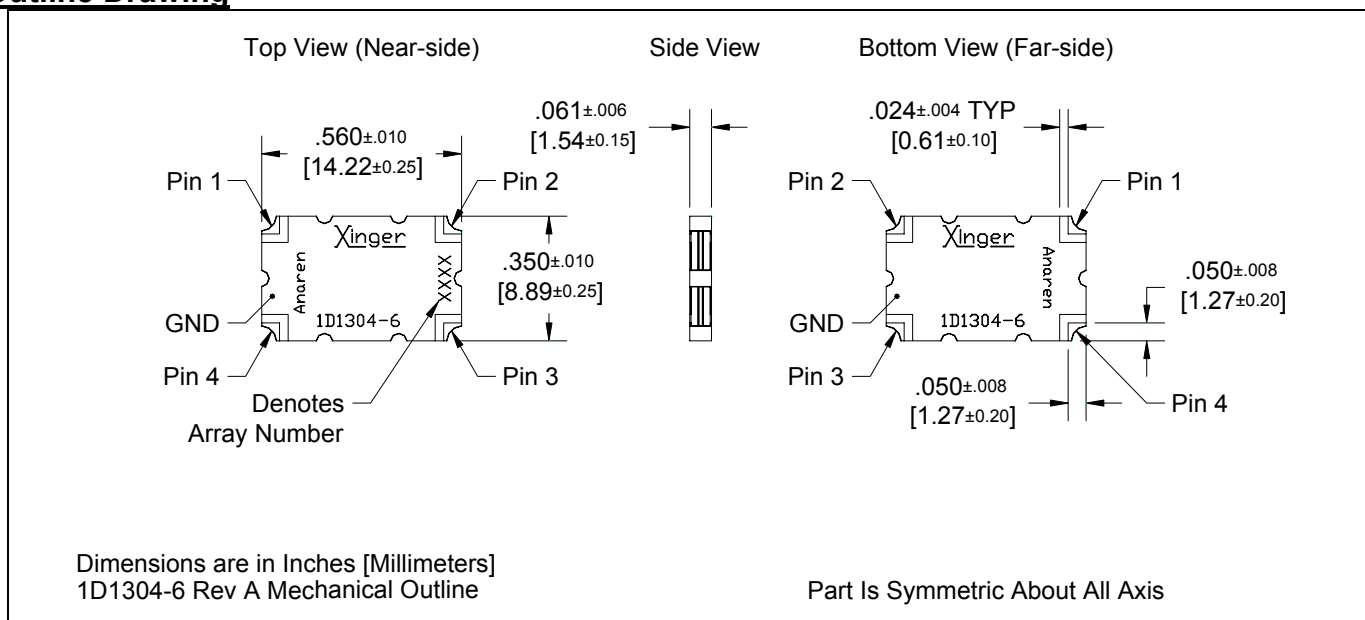 Outline Drawing
Top View (Near-side)
Side View
Bottom View (Far-side)
.560±.010
[14.22±0.25]
.061±.006
[1.54±0.15]
.024±.004 TYP
[0.61±0.10]
Pin 1
Pin 2
Pin 2
Pin 1
Xinger
Anaren
XXXX
.350±.010
[8.89±0.25]
Xinger
Anaren
.050±.008
[1.27±0.20]
GND
1D1304-6
GND
1D1304-6
Pin 4
Pin 3
Pin 3
Pin 4
Denotes
Array Number
.050±.008
[1.27±0.20]
Dimensions are in Inches [Millimeters]
1D1304-6 Rev A Mechanical Outline
Part Is Symmetric About All Axis